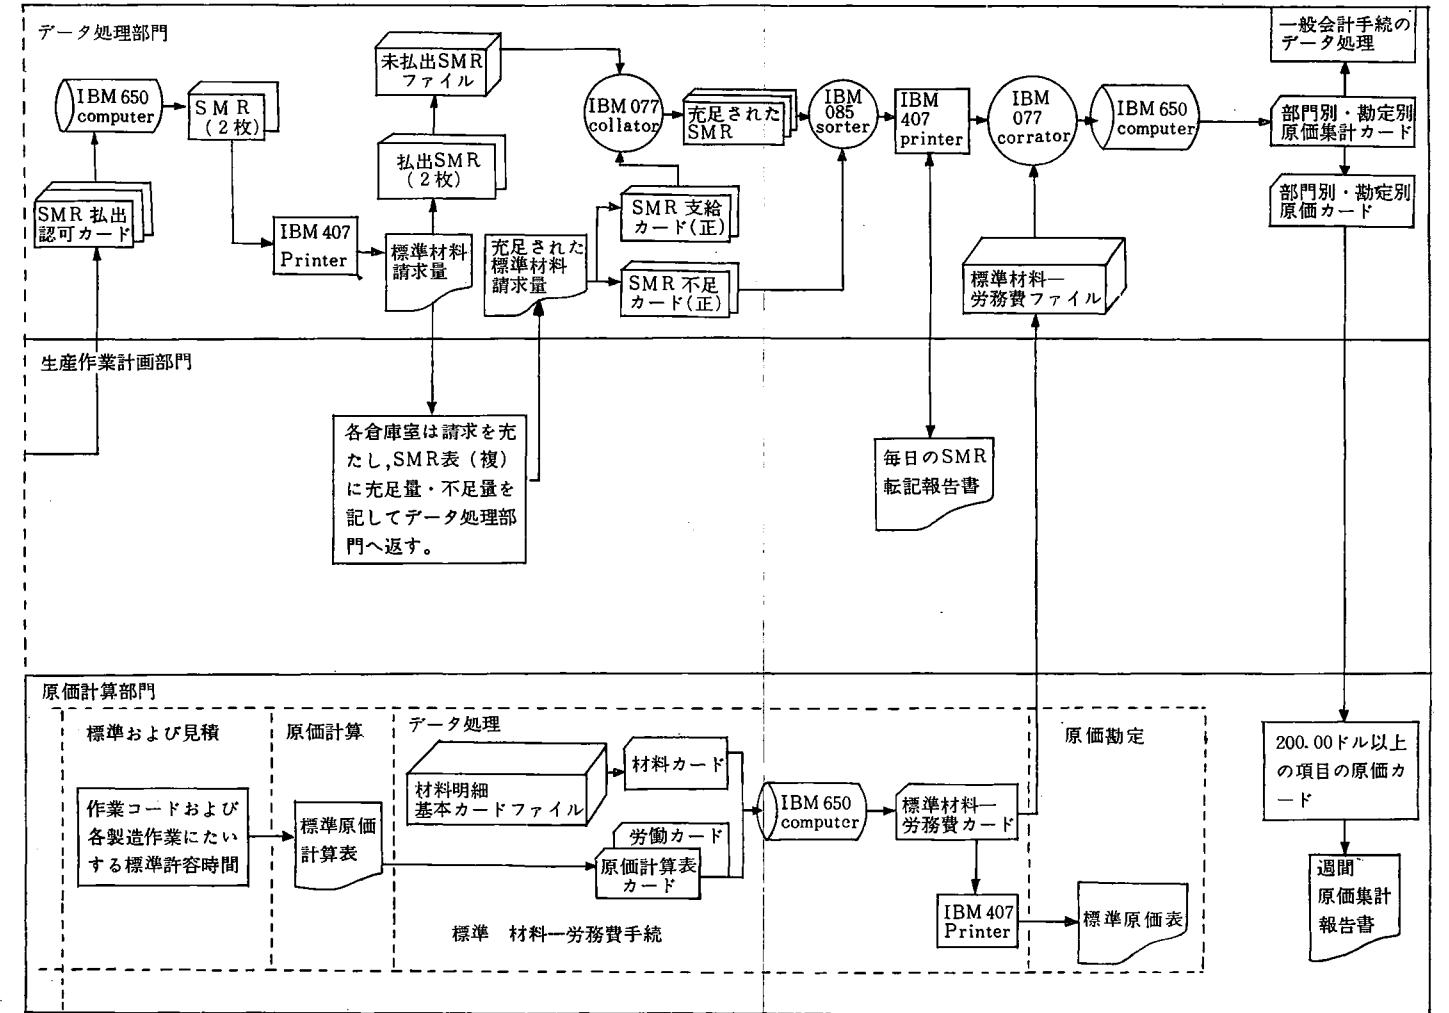 データ処理部門
IBM 650
computer
SMR
(2枚)
SMR 払出
認可カード
IBM 407
Printer
未払出SMR
ファイル
払出SMR
(2枚)
標準材料
請求量
充足された
標準材料
請求量
IBM 077
collator
SMR 支給
カード(正)
SMR 不足
カード(正)
充足された
SMR
IBM
085
sorter
IBM
407
printer
IBM
077
corrator
標準材料—
労務費ファイル
IBM 650
computer
一般会計手続の
データ処理
部門別・勘定別
原価集計カード
部門別・勘定別
原価カード
生産作業計画部門
各倉庫室は請求を充
たし,SMR表(複)
に充足量・不足量を
記してデータ処理部
門へ返す。
毎日のSMR
転記報告書
原価計算部門
標準および見積
作業コードおよび
各製造作業にたい
する標準許容時間
原価計算
標準原価
計算表
データ処理
材料明細
基本カードファイル
材料カード
労働カード
原価計算表
カード
標準 材料—労務費手続
IBM 650
computer
標準材料—
労務費カード
IBM 407
Printer
原価勘定
標準原価表
200.00ドル以上
の項目の原価カ
ード
週間
原価集計
報告書